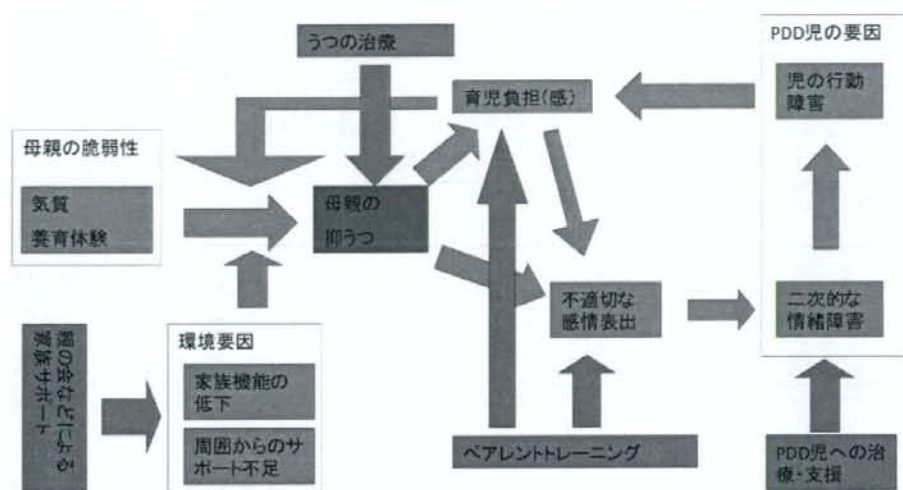 うつの治療
PDD児の要因
育児負担(感)
児の行動
障害
母親の脆弱性
気質
養育体験
母親の
抑うつ
不適切な
感情表出
二次的な
情緒障害
親の会などによる
家族サポート
環境要因
家族機能の
低下
周囲からのサ
ポート不足
ペアレントトレーニング
PDD児への治
療・支援